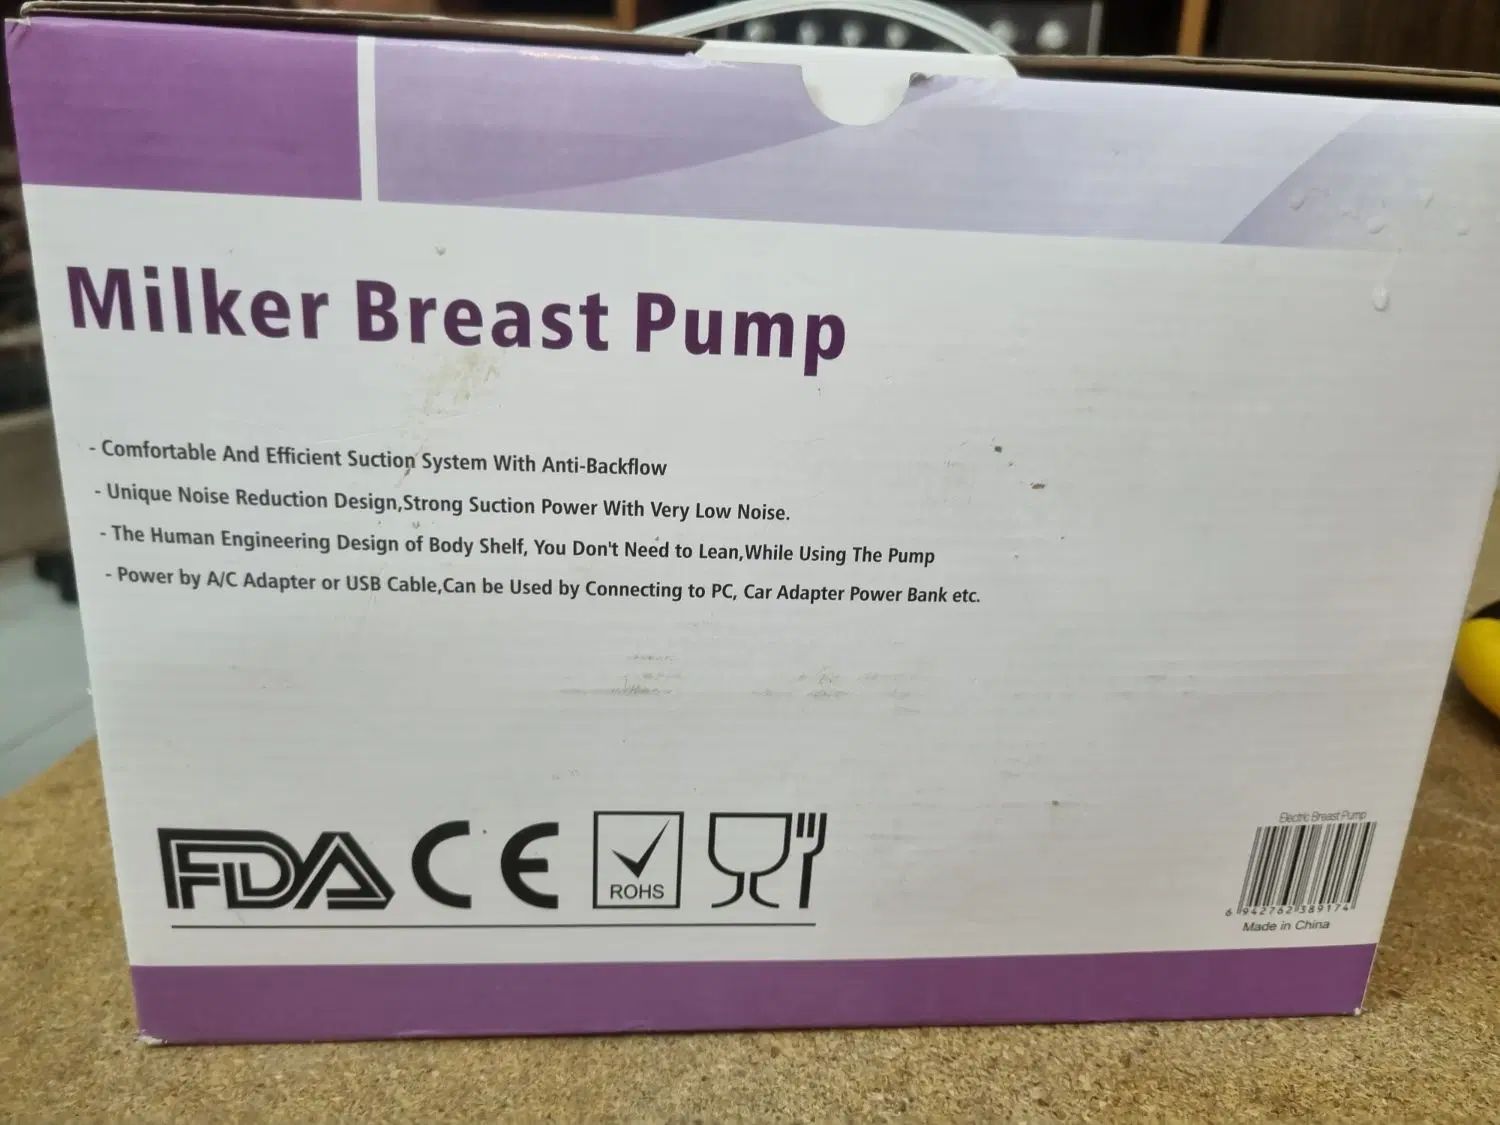 Milker Breast Pump
- Comfortable And Efficient Suction System With Anti-Backflow
- Unique Noise Reduction Design,Strong Suction Power With Very Low Noise.
- The Human Engineering Design of Body Shelf, You Don't Need to Lean,While Using The Pump
- Power by A/C Adapter or USB Cable,Can be Used by Connecting to PC, Car Adapter Power Bank etc.
FDA CE
ROHS
Electric Breast Pump
6 942762 389174
Made in China